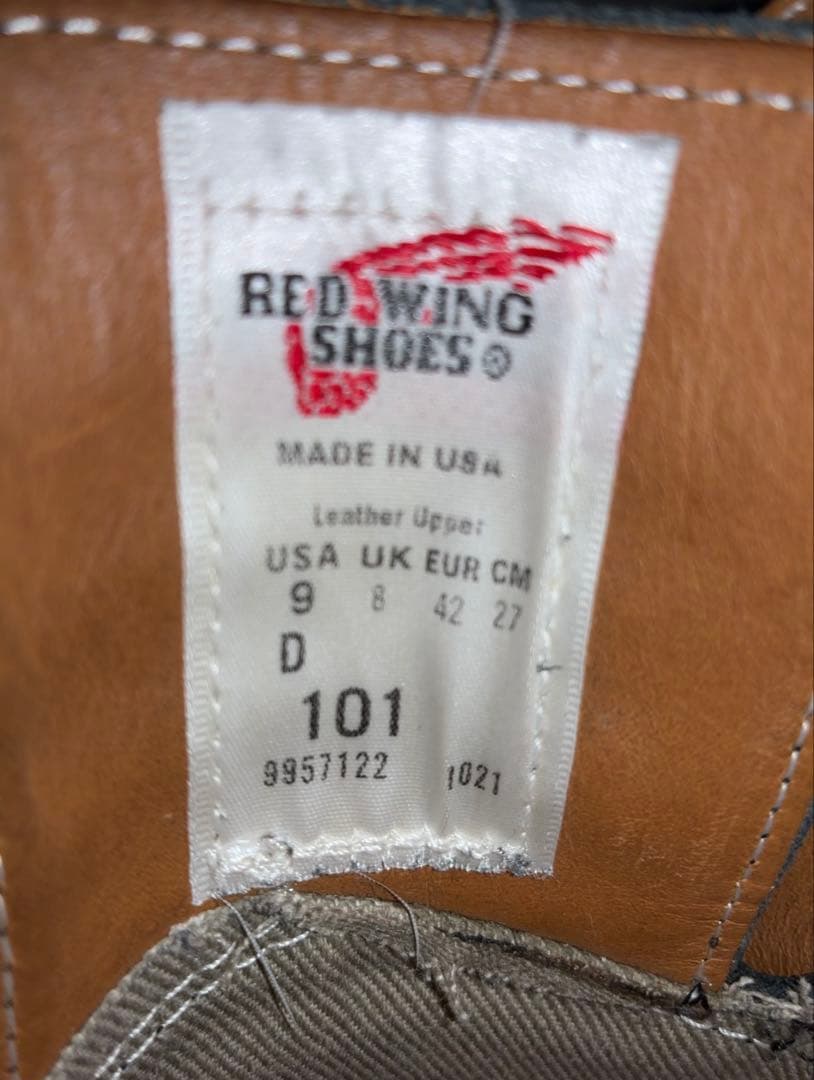 RED WING
SHOES ®
MADE IN USA
Leather Upper
USA UK EUR CM
9 8 42 27
D
101
9957122 1021